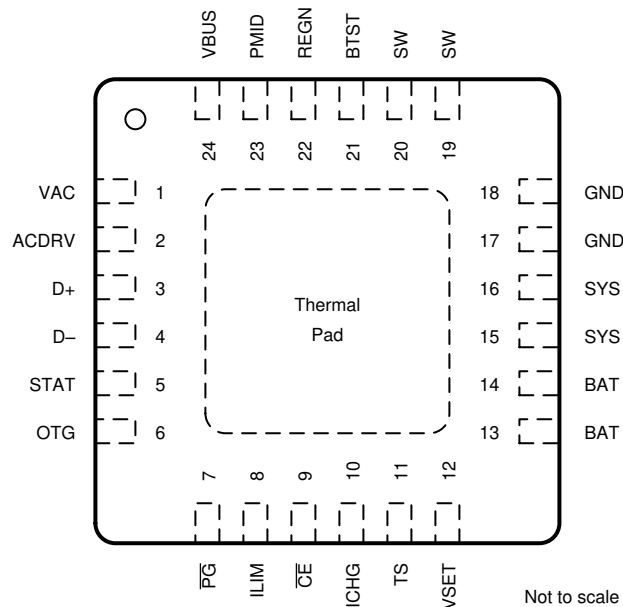 VBUS PMID REGN BTST SW SW
24 23 22 21 20 19
VAC 1 18 GND
ACDRV 2 17 GND
D+ 3 16 SYS
Thermal
Pad
D– 4 15 SYS
STAT 5 14 BAT
OTG 6 13 BAT
7 8 9 10 11 12
P̅G̅ ILIM C̅E̅ ICHG TS VSET
Not to scale